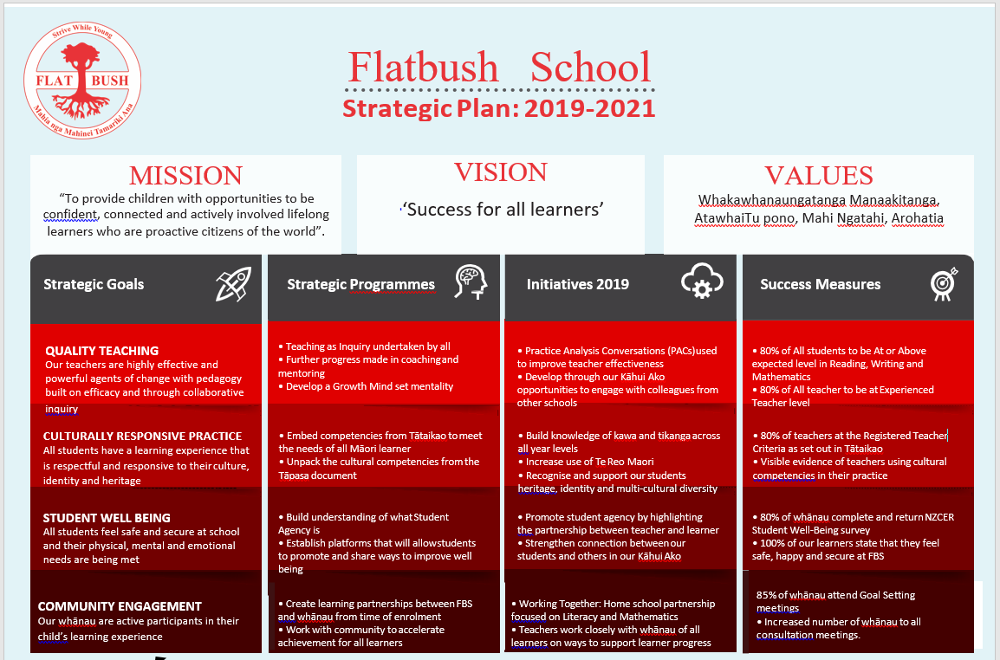 Strive While Young
FLAT BUSH
Mahia nga Mahinei Tamariki Ana
Flatbush School
Strategic Plan: 2019-2021
MISSION
“To provide children with opportunities to be
confident, connected and actively involved lifelong
learners who are proactive citizens of the world”.
VISION
‘Success for all learners’
VALUES
Whakawhanaungatanga Manaakitanga,
AtawhaiTu pono, Mahi Ngatahi, Arohatia
Strategic Goals
Strategic Programmes
Initiatives 2019
Success Measures
QUALITY TEACHING
Our teachers are highly effective and
powerful agents of change with pedagogy
built on efficacy and through collaborative
inquiry
• Teaching as Inquiry undertaken by all
• Further progress made in coaching and
mentoring
• Develop a Growth Mind set mentality
• Practice Analysis Conversations (PACs)used
to improve teacher effectiveness
• Develop through our Kāhui Ako
opportunities to engage with colleagues from
other schools
• 80% of All students to be At or Above
expected level in Reading, Writing and
Mathematics
• 80% of All teacher to be at Experienced
Teacher level
CULTURALLY RESPONSIVE PRACTICE
All students have a learning experience that
is respectful and responsive to their culture,
identity and heritage
• Embed competencies from Tātaikao to meet
the needs of all Māori learner
• Unpack the cultural competencies from the
Tāpasa document
• Build knowledge of kawa and tikanga across
all year levels
• Increase use of Te Reo Maori
• Recognise and support our students
heritage, identity and multi-cultural diversity
• 80% of teachers at the Registered Teacher
Criteria as set out in Tātaikao
• Visible evidence of teachers using cultural
competencies in their practice
STUDENT WELL BEING
All students feel safe and secure at school
and their physical, mental and emotional
needs are being met
• Build understanding of what Student
Agency is
• Establish platforms that will allow students
to promote and share ways to improve well
being
• Promote student agency by highlighting
the partnership between teacher and learner
• Strengthen connection between our
students and others in our Kāhui Ako
• 80% of whānau complete and return NZCER
Student Well-Being survey
• 100% of our learners state that they feel
safe, happy and secure at FBS
COMMUNITY ENGAGEMENT
Our whānau are active participants in their
child’s learning experience
• Create learning partnerships between FBS
and whānau from time of enrolment
• Work with community to accelerate
achievement for all learners
• Working Together: Home school partnership
focused on Literacy and Mathematics
• Teachers work closely with whānau of all
learners on ways to support learner progress
85% of whānau attend Goal Setting
meetings
• Increased number of whānau to all
consultation meetings.